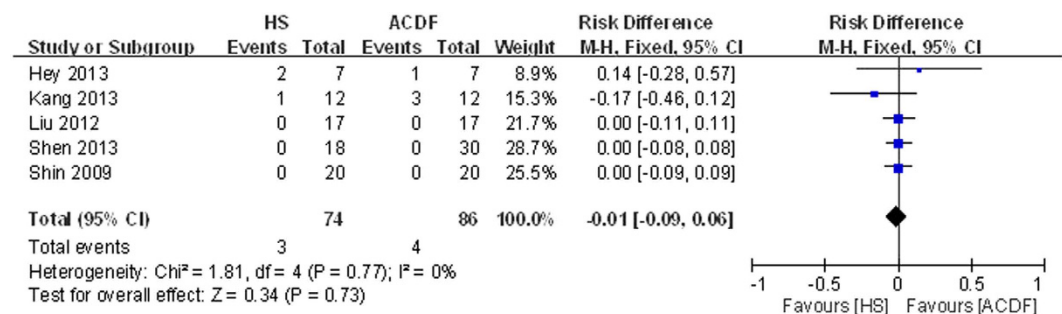 HS ACDF Risk Difference Risk Difference
Study or Subgroup Events Total Events Total Weight M-H, Fixed, 95% CI M-H, Fixed, 95% CI
Hey 2013 2 7 1 7 8.9% 0.14 [-0.28, 0.57]
Kang 2013 1 12 3 12 15.3% -0.17 [-0.46, 0.12]
Liu 2012 0 17 0 17 21.7% 0.00 [-0.11, 0.11]
Shen 2013 0 18 0 30 28.7% 0.00 [-0.08, 0.08]
Shin 2009 0 20 0 20 25.5% 0.00 [-0.09, 0.09]
Total (95% CI) 74 86 100.0% -0.01 [-0.09, 0.06]
Total events 3 4
Heterogeneity: Chi² = 1.81, df = 4 (P = 0.77); I² = 0%
Test for overall effect: Z = 0.34 (P = 0.73)
-1 -0.5 0 0.5 1
Favours [HS] Favours [ACDF]